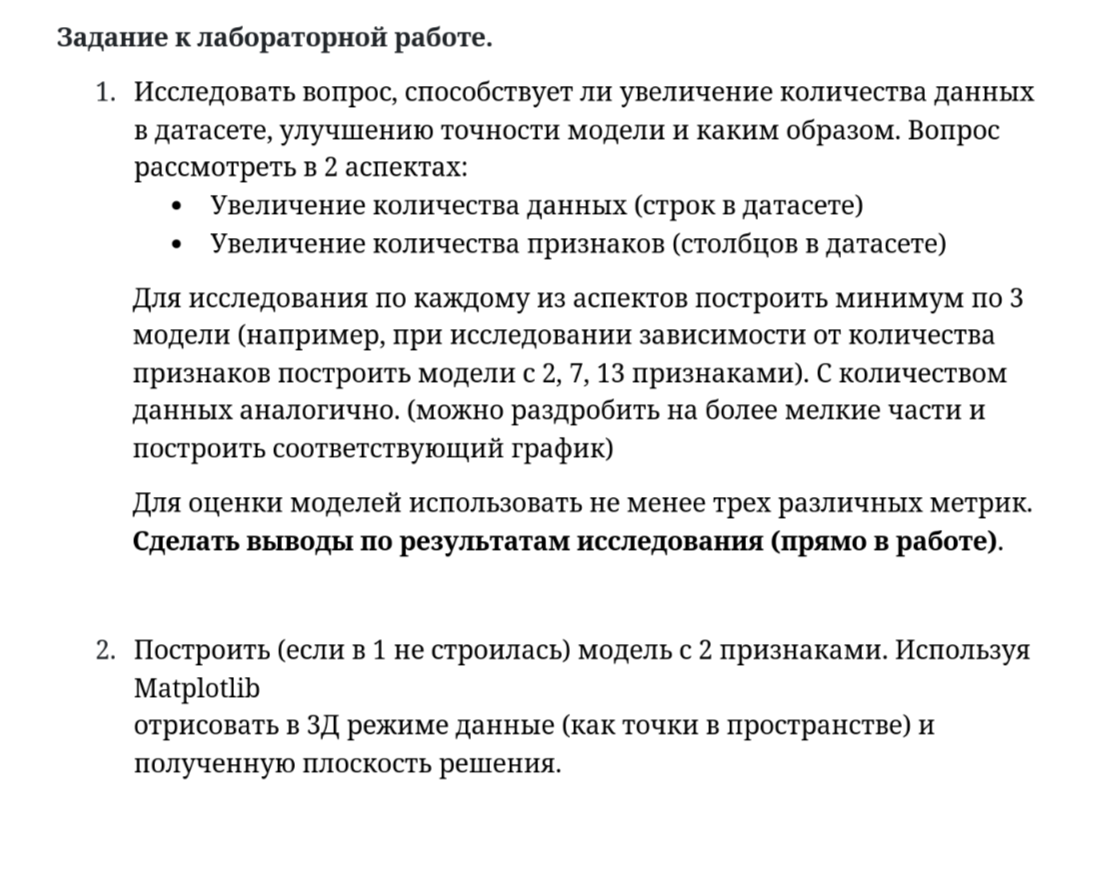 Задание к лабораторной работе.
1. Исследовать вопрос, способствует ли увеличение количества данных
в датасете, улучшению точности модели и каким образом. Вопрос
рассмотреть в 2 аспектах:
• Увеличение количества данных (строк в датасете)
• Увеличение количества признаков (столбцов в датасете)
Для исследования по каждому из аспектов построить минимум по 3
модели (например, при исследовании зависимости от количества
признаков построить модели с 2, 7, 13 признаками). С количеством
данных аналогично. (можно раздробить на более мелкие части и
построить соответствующий график)
Для оценки моделей использовать не менее трех различных метрик.
Сделать выводы по результатам исследования (прямо в работе).
2. Построить (если в 1 не строилась) модель с 2 признаками. Используя
Matplotlib
отрисовать в 3Д режиме данные (как точки в пространстве) и
полученную плоскость решения.